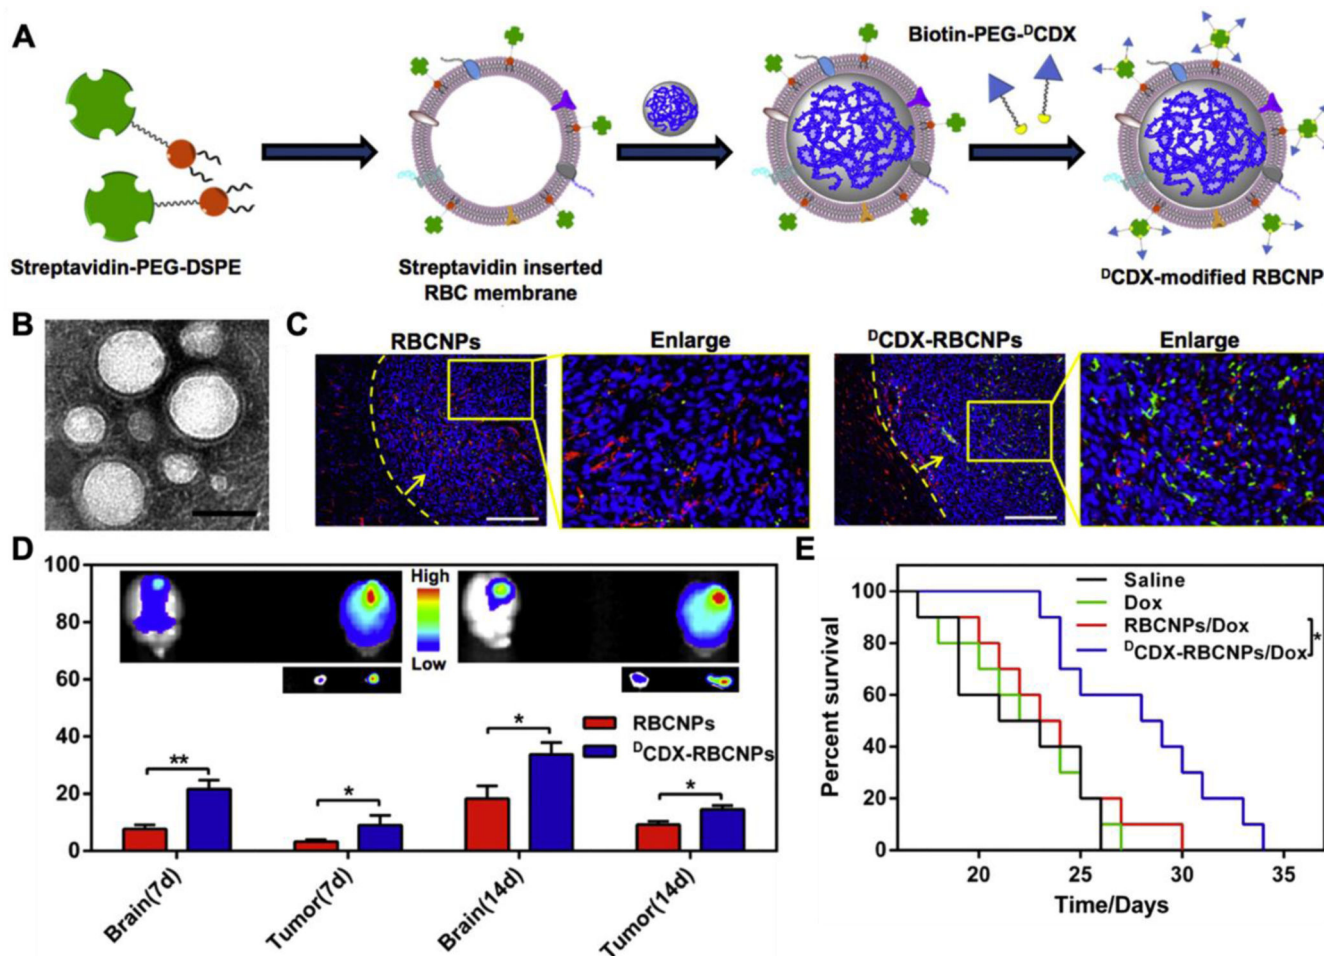 A
Biotin-PEG-ᴰCDX
Streptavidin-PEG-DSPE
Streptavidin inserted
RBC membrane
ᴰCDX-modified RBCNP
B
C
RBCNPs
Enlarge
ᴰCDX-RBCNPs
Enlarge
D
100
80
60
40
20
0
High
Low
RBCNPs
ᴰCDX-RBCNPs
**
*
*
*
Brain(7d)
Tumor(7d)
Brain(14d)
Tumor(14d)
E
Percent survival
100
80
60
40
20
0
Saline
Dox
RBCNPs/Dox
ᴰCDX-RBCNPs/Dox
*
20
25
30
35
Time/Days